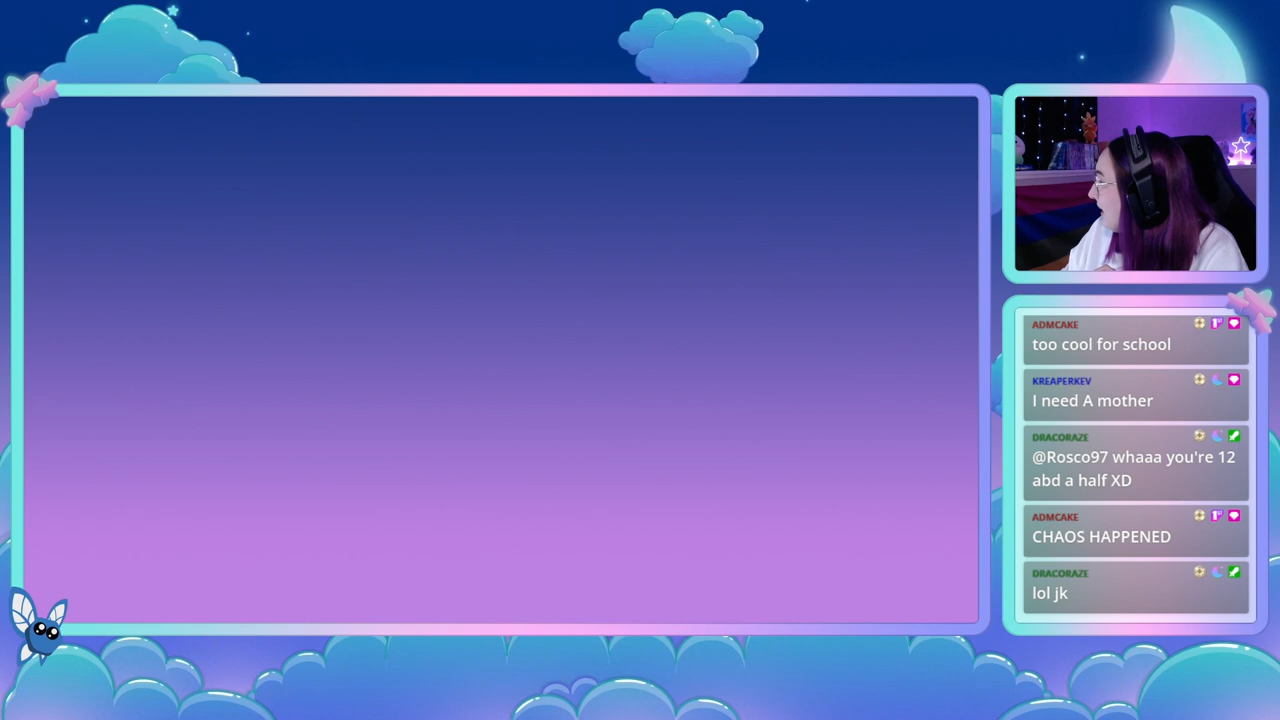 ADMCAKE
too cool for school
KREAPERKEV
I need A mother
DRACORAZE
@Rosco97 whaaa you're 12
abd a half XD
ADMCAKE
CHAOS HAPPENED
DRACORAZE
lol jk